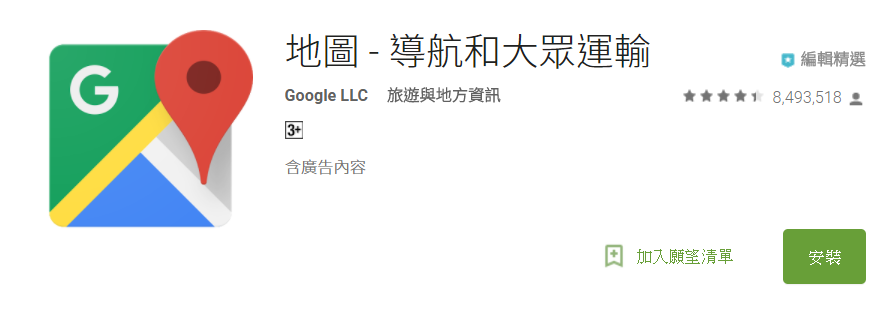 G
地圖 - 導航和大眾運輸
編輯精選
Google LLC 旅遊與地方資訊
8,493,518
3+
含廣告內容
加入願望清單
安裝